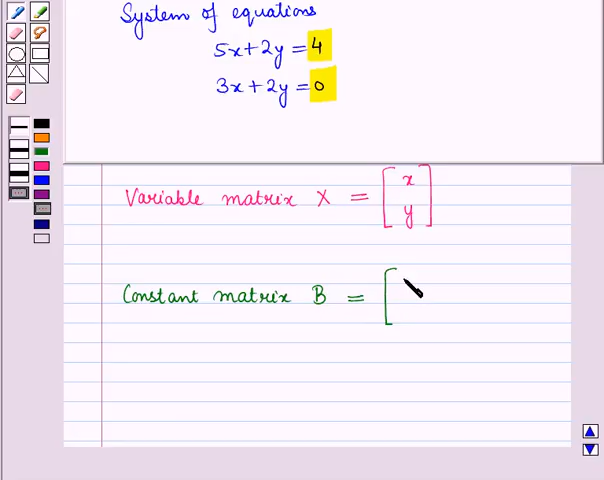 System of equations
5x+2y = 4
3x+2y = 0
Variable matrix X = [x
y]
Constant matrix B = [